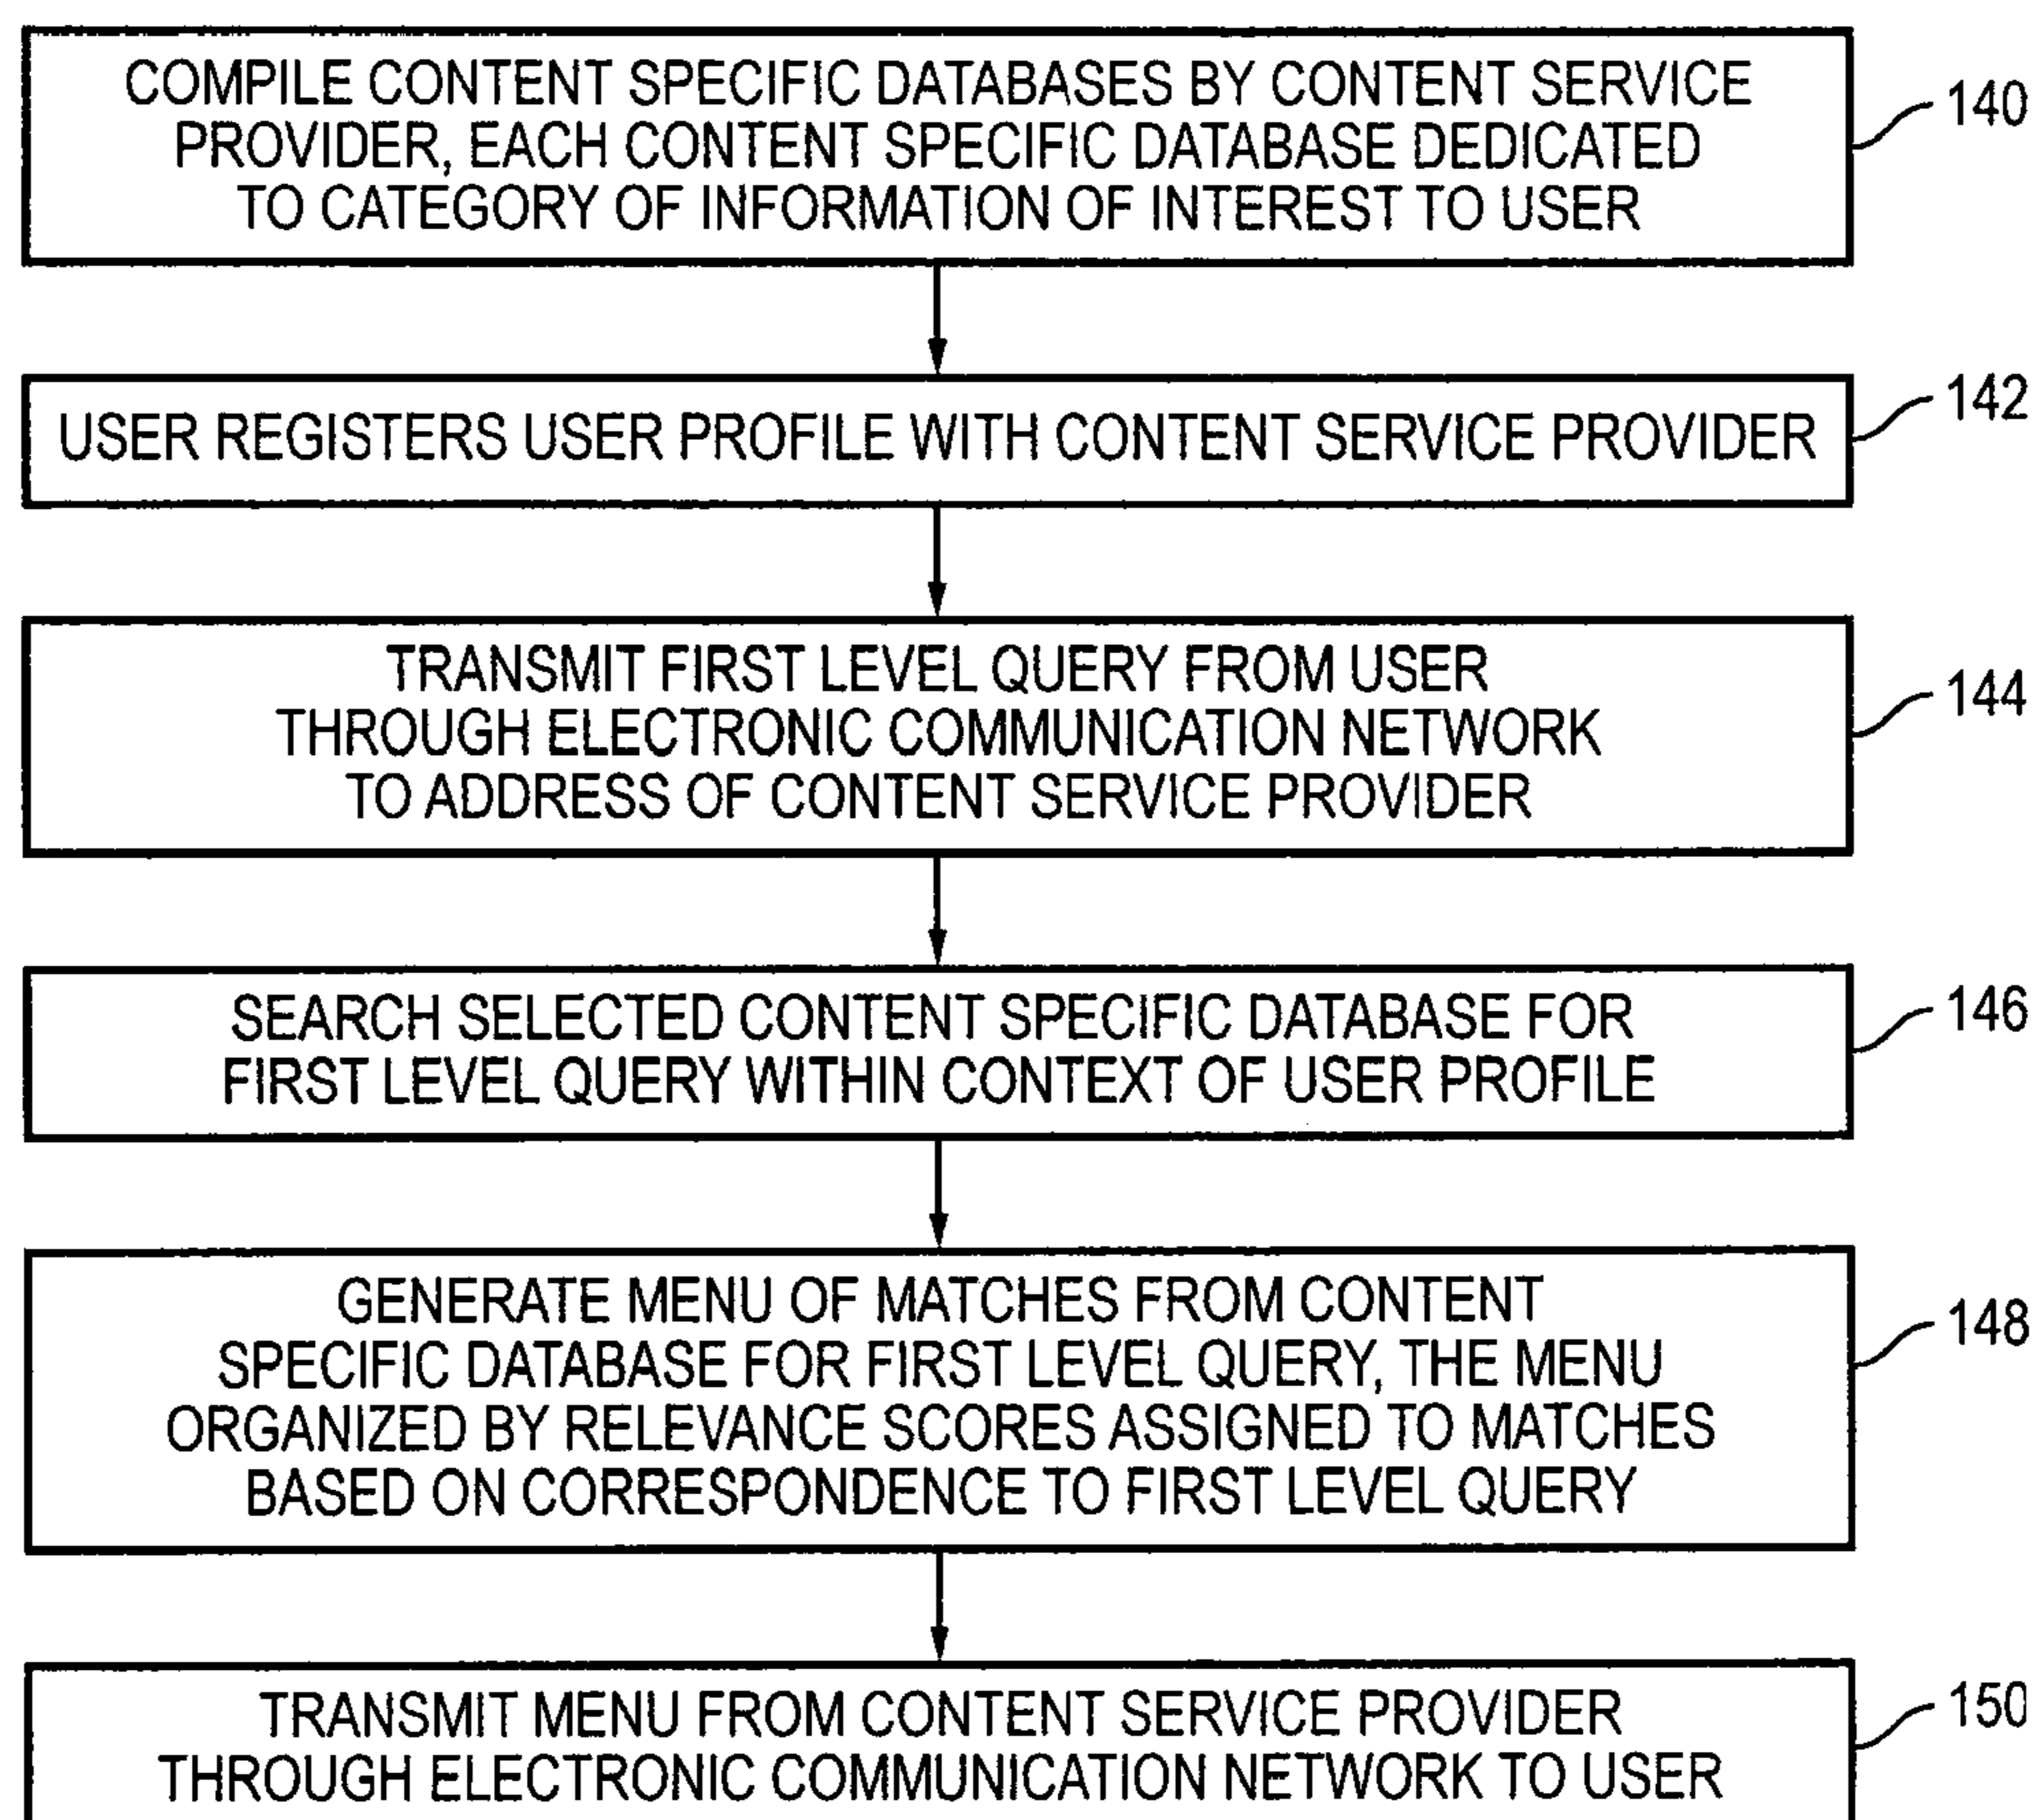 COMPILE CONTENT SPECIFIC DATABASES BY CONTENT SERVICE
PROVIDER, EACH CONTENT SPECIFIC DATABASE DEDICATED
TO CATEGORY OF INFORMATION OF INTEREST TO USER
140
USER REGISTERS USER PROFILE WITH CONTENT SERVICE PROVIDER
142
TRANSMIT FIRST LEVEL QUERY FROM USER
THROUGH ELECTRONIC COMMUNICATION NETWORK
TO ADDRESS OF CONTENT SERVICE PROVIDER
144
SEARCH SELECTED CONTENT SPECIFIC DATABASE FOR
FIRST LEVEL QUERY WITHIN CONTEXT OF USER PROFILE
146
GENERATE MENU OF MATCHES FROM CONTENT
SPECIFIC DATABASE FOR FIRST LEVEL QUERY, THE MENU
ORGANIZED BY RELEVANCE SCORES ASSIGNED TO MATCHES
BASED ON CORRESPONDENCE TO FIRST LEVEL QUERY
148
TRANSMIT MENU FROM CONTENT SERVICE PROVIDER
THROUGH ELECTRONIC COMMUNICATION NETWORK TO USER
150